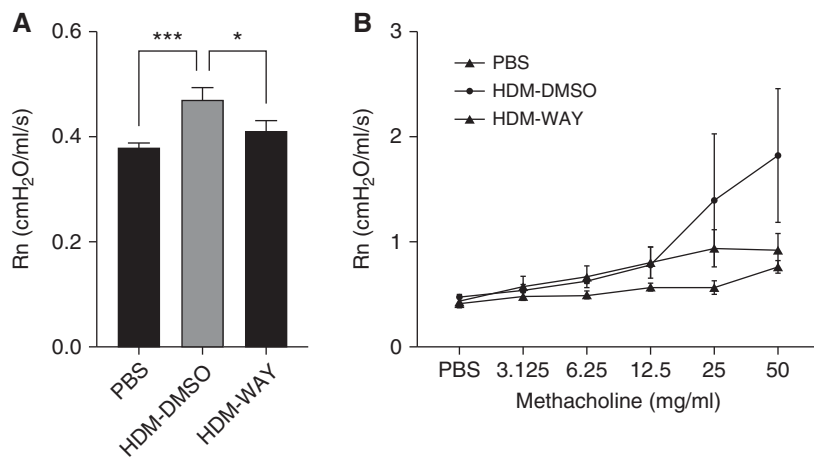 A
Rn (cmH₂O/ml/s)
0.6
0.4
0.2
0.0
*** *
PBS
HDM-DMSO
HDM-WAY
B
Rn (cmH₂O/ml/s)
3
2
1
0
PBS
HDM-DMSO
HDM-WAY
PBS 3.125 6.25 12.5 25 50
Methacholine (mg/ml)